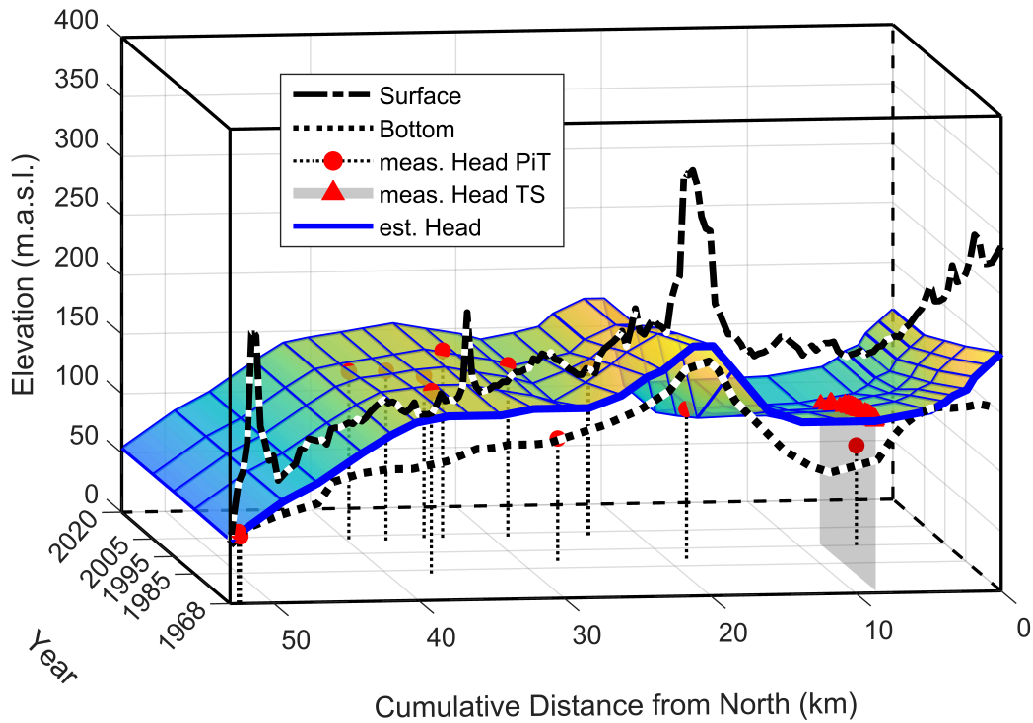 400
350
300
250
200
150
100
50
0
Elevation (m.a.s.l.)
Surface
Bottom
meas. Head PiT
meas. Head TS
est. Head
2020
2005
1995
1985
1968
Year
50
40
30
20
10
0
Cumulative Distance from North (km)